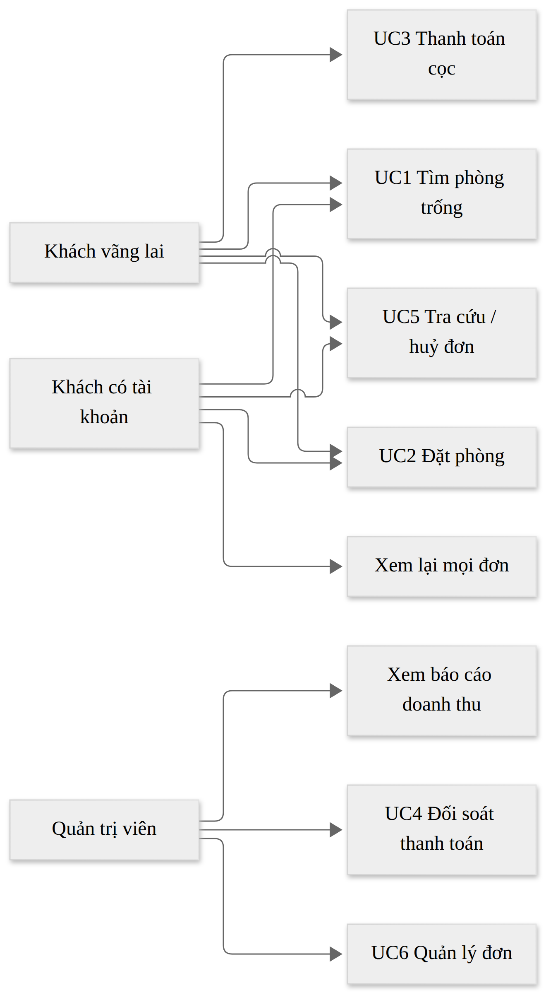 UC3 Thanh toán
cọc
UC1 Tìm phòng
trống
Khách vãng lai
UC5 Tra cứu /
huỷ đơn
Khách có tài
khoản
UC2 Đặt phòng
Xem lại mọi đơn
Xem báo cáo
doanh thu
Quản trị viên
UC4 Đối soát
thanh toán
UC6 Quản lý đơn